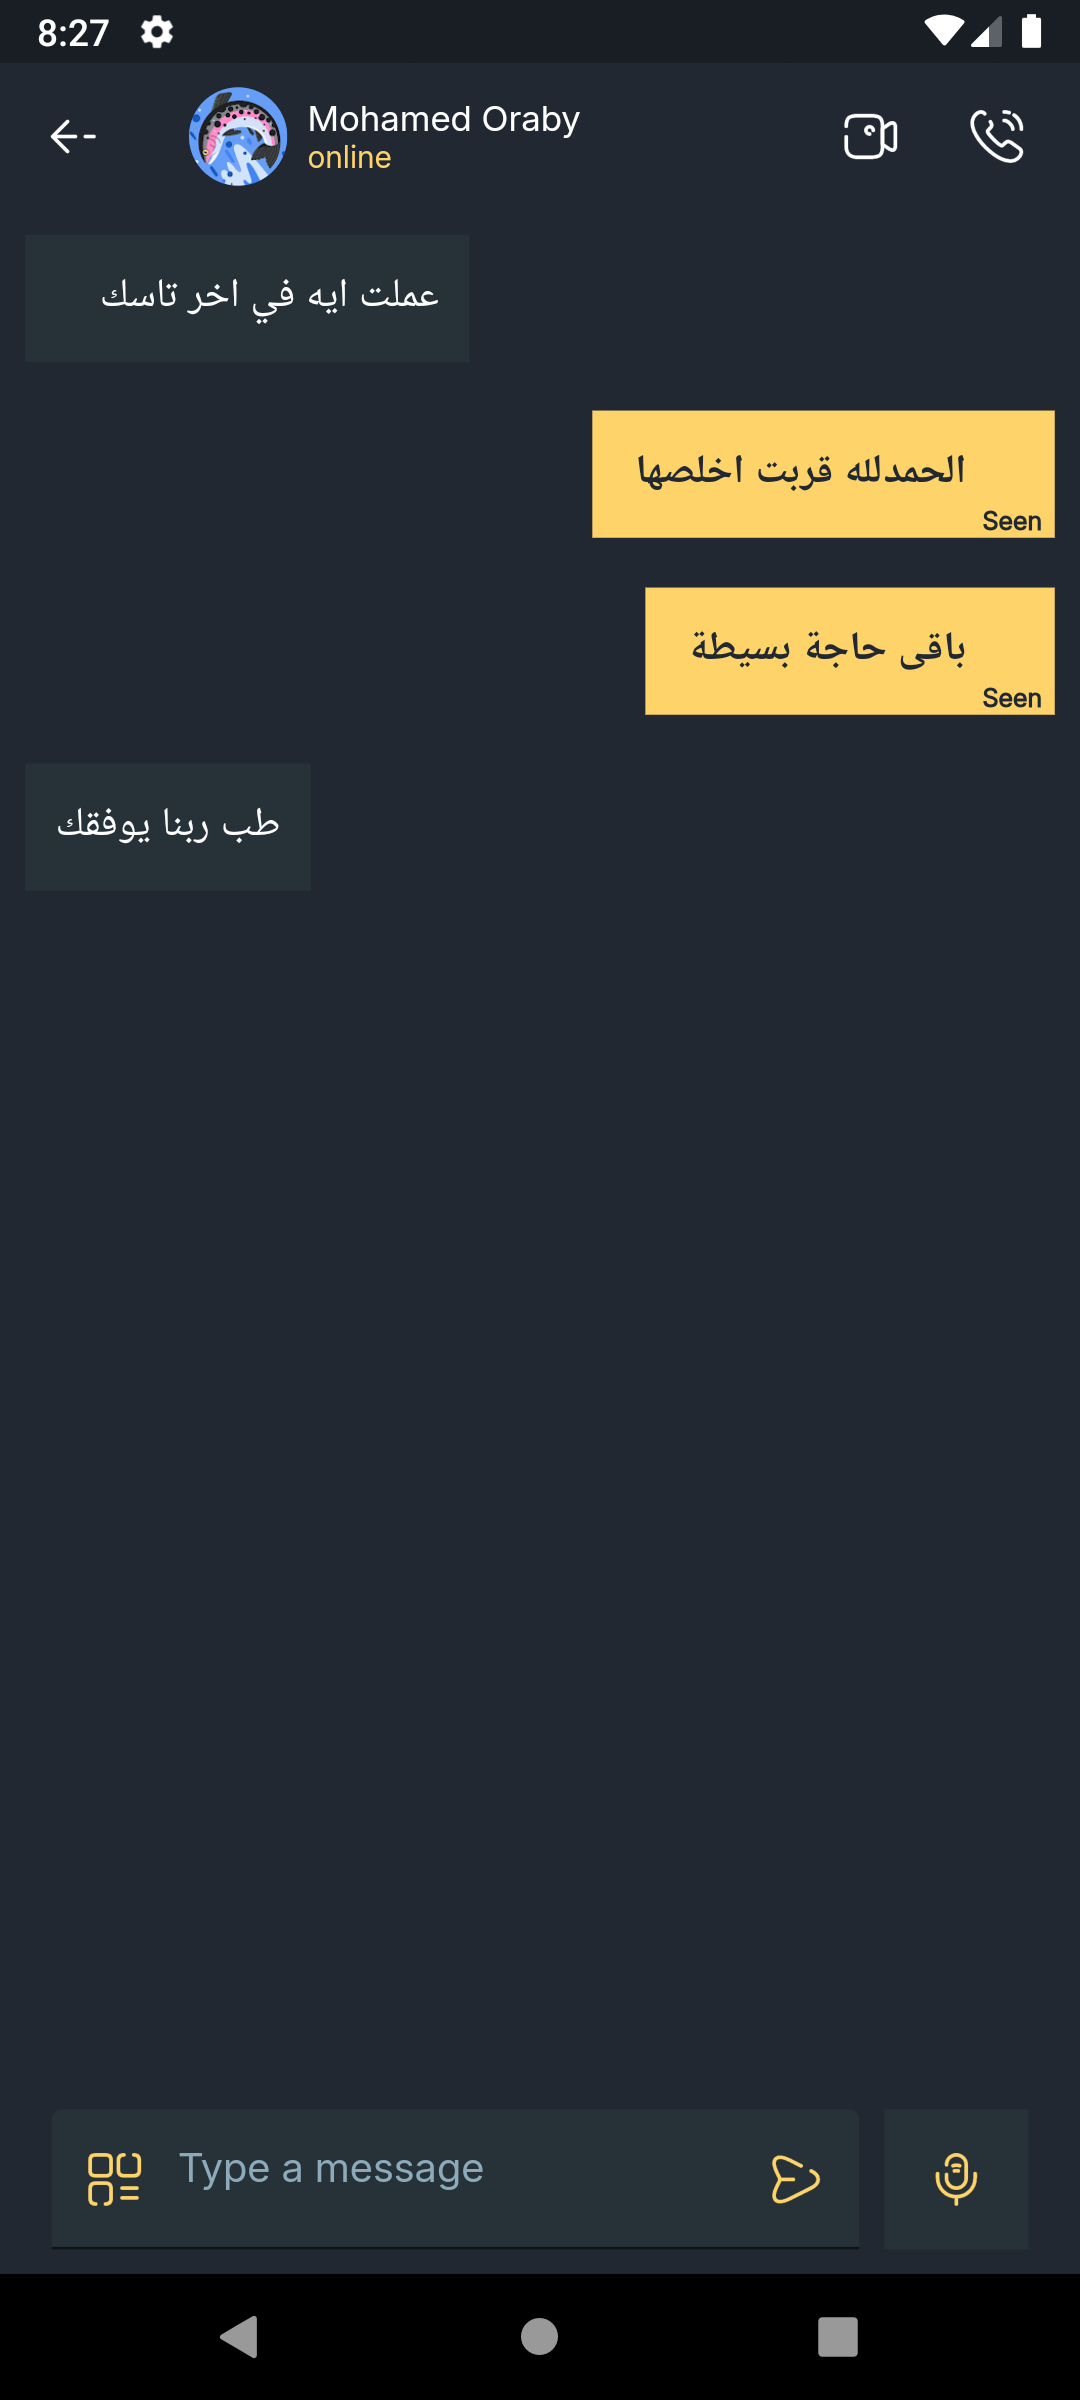 8:27
Mohamed Oraby
online
عملت ايه في اخر تاسك
الحمدلله قربت اخلصها
Seen
باقى حاجة بسيطة
Seen
طب ربنا يوفقك
Type a message